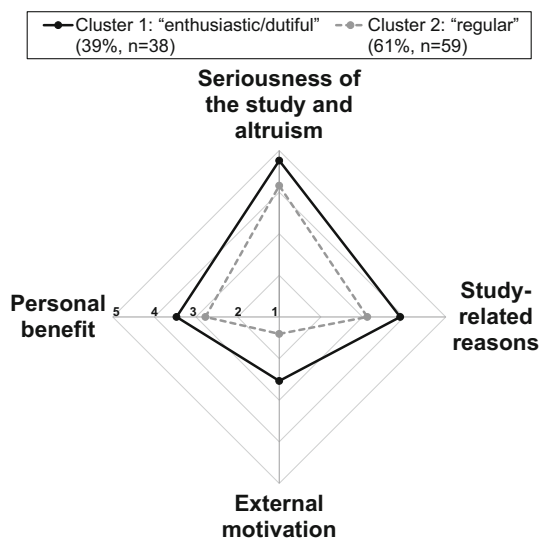 Cluster 1: “enthusiastic/dutiful”
(39%, n=38)
Cluster 2: “regular”
(61%, n=59)
Seriousness of
the study and
altruism
Personal
benefit
5 4 3 2 1
Study-
related
reasons
External
motivation